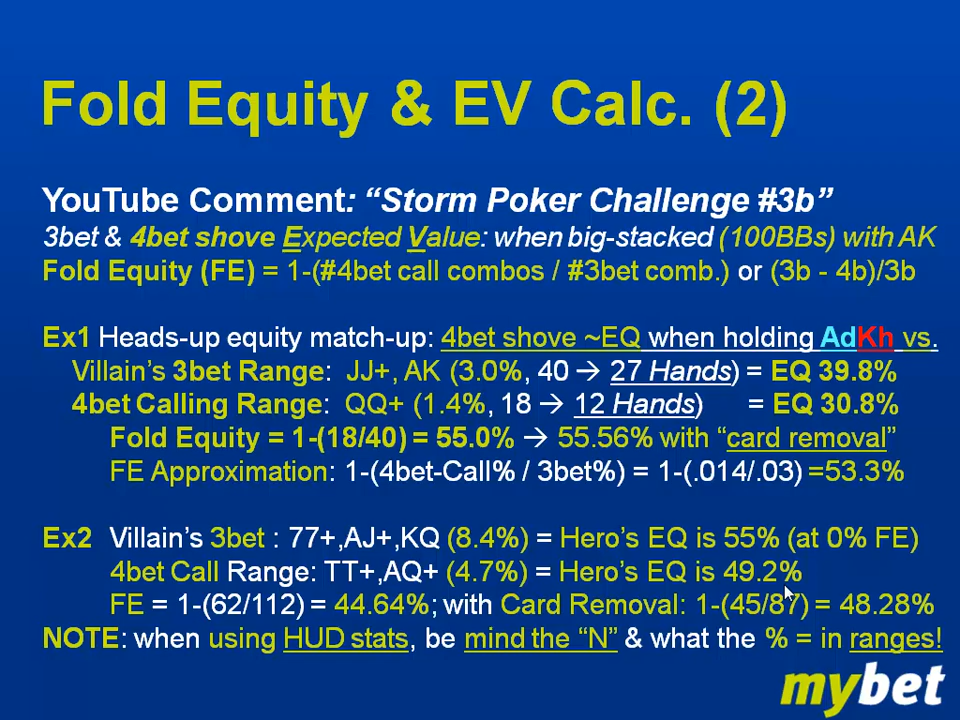 Fold Equity & EV Calc. (2)
YouTube Comment: “Storm Poker Challenge #3b”
3bet & 4bet shove Expected Value: when big-stacked (100BBs) with AK
Fold Equity (FE) = 1-(#4bet call combos / #3bet comb.) or (3b - 4b)/3b
Ex1 Heads-up equity match-up: 4bet shove ~EQ when holding AdKh vs.
Villain’s 3bet Range: JJ+, AK (3.0%, 40 → 27 Hands) = EQ 39.8%
4bet Calling Range: QQ+ (1.4%, 18 → 12 Hands) = EQ 30.8%
Fold Equity = 1-(18/40) = 55.0% → 55.56% with “card removal”
FE Approximation: 1-(4bet-Call% / 3bet%) = 1-(.014/.03) =53.3%
Ex2 Villain’s 3bet : 77+,AJ+,KQ (8.4%) = Hero’s EQ is 55% (at 0% FE)
4bet Call Range: TT+,AQ+ (4.7%) = Hero’s EQ is 49.2%
FE = 1-(62/112) = 44.64%; with Card Removal: 1-(45/87) = 48.28%
NOTE: when using HUD stats, be mind the “N” & what the % = in ranges!
mybet